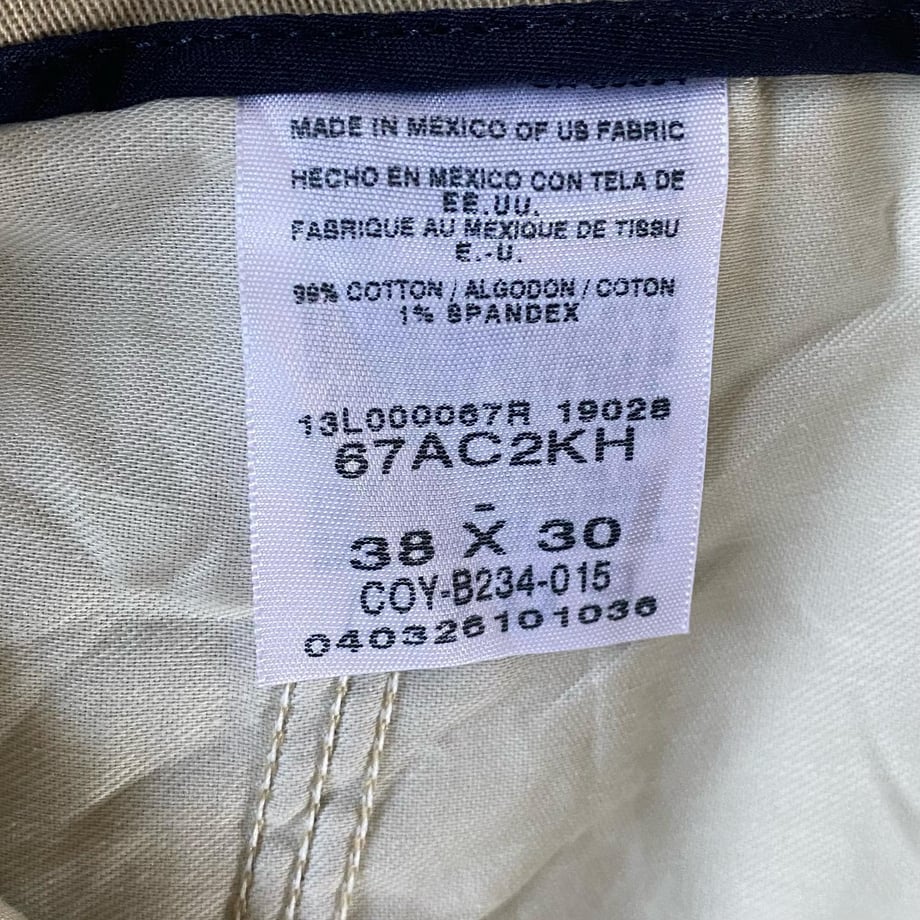 MADE IN MEXICO OF US FABRIC
HECHO EN MEXICO CON TELA DE
EE.UU.
FABRIQUE AU MEXIQUE DE TISSU
E.-U.
99% COTTON / ALGODON / COTON
1% SPANDEX
13L000067R 19028
67AC2KH
-
38 X 30
COY-B234-015
040326101036